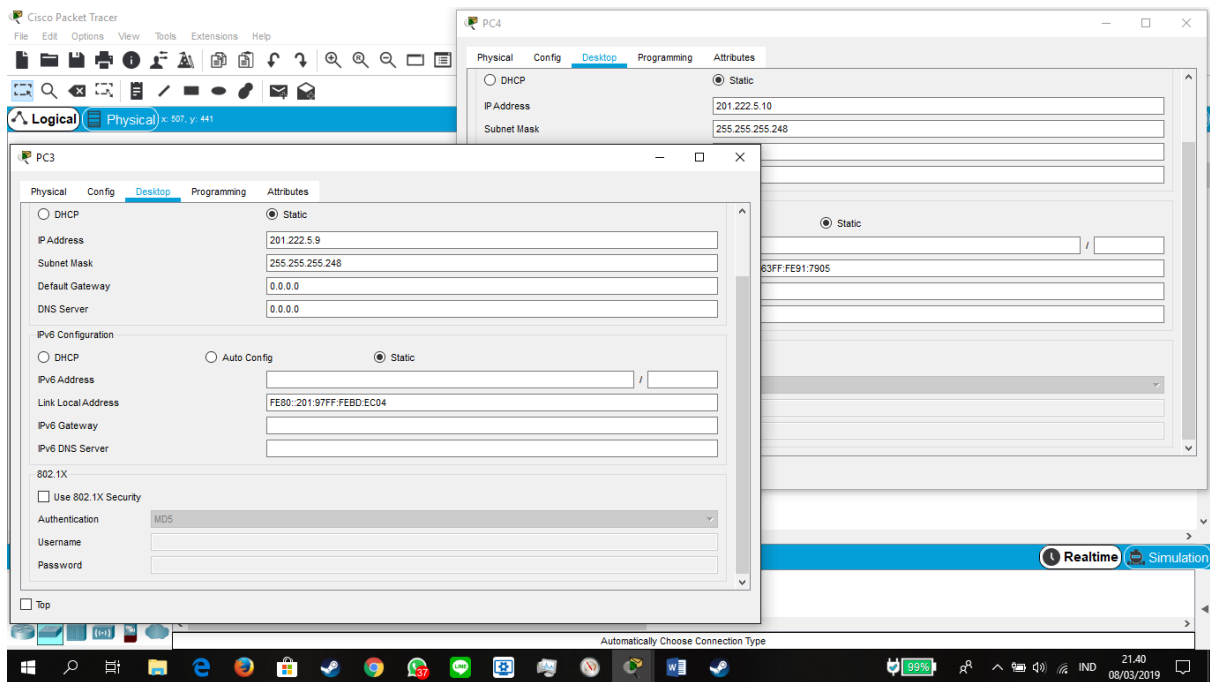 Cisco Packet Tracer
File Edit Options View Tools Extensions Help
Logical Physical x: 507, y: 441
PC4
Physical Config Desktop Programming Attributes
DHCP Static
IP Address 201.222.5.10
Subnet Mask 255.255.255.248
Static
/
63FF:FE91:7905
PC3
Physical Config Desktop Programming Attributes
DHCP Static
IP Address 201.222.5.9
Subnet Mask 255.255.255.248
Default Gateway 0.0.0.0
DNS Server 0.0.0.0
IPv6 Configuration
DHCP Auto Config Static
IPv6 Address /
Link Local Address FE80::201:97FF:FEBD:EC04
IPv6 Gateway
IPv6 DNS Server
802.1X
Use 802.1X Security
Authentication MD5
Username
Password
Top
Realtime Simulation
Automatically Choose Connection Type
37
LINE
99%
IND
21.40
08/03/2019